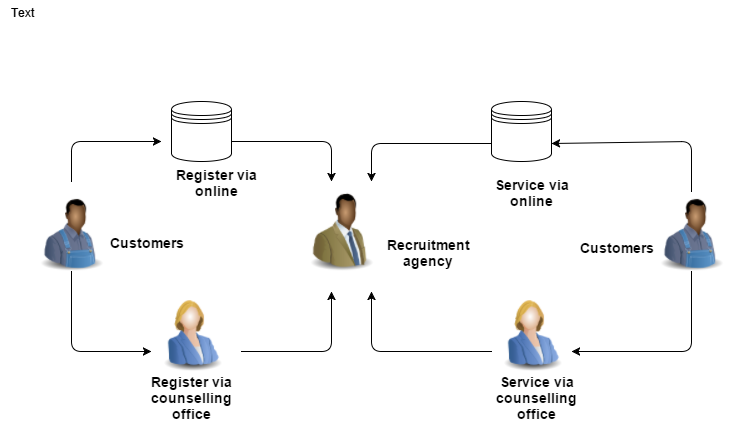 Text
Register via
online
Service via
online
Customers
Recruitment
agency
Customers
Register via
counselling
office
Service via
counselling
office